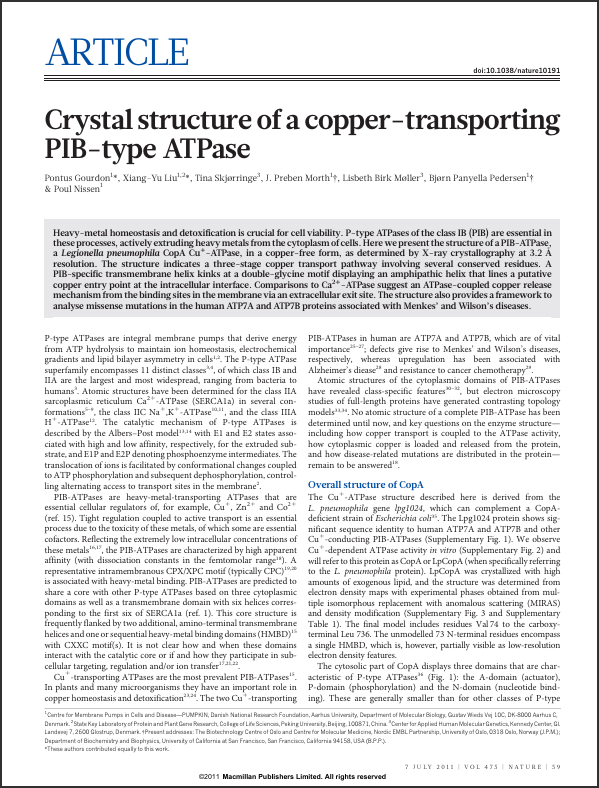 ARTICLE
doi:10.1038/nature10191
Crystal structure of a copper-transporting
PIB-type ATPase
Pontus Gourdon¹*, Xiang-Yu Liu¹,²*, Tina Skjørringe³, J. Preben Morth¹†, Lisbeth Birk Møller³, Bjørn Panyella Pedersen¹†
& Poul Nissen¹
Heavy-metal homeostasis and detoxification is crucial for cell viability. P-type ATPases of the class IB (PIB) are essential in
these processes, actively extruding heavy metals from the cytoplasm of cells. Here we present the structure of a PIB-ATPase,
a Legionella pneumophila CopA Cu⁺-ATPase, in a copper-free form, as determined by X-ray crystallography at 3.2 Å
resolution. The structure indicates a three-stage copper transport pathway involving several conserved residues. A
PIB-specific transmembrane helix kinks at a double-glycine motif displaying an amphipathic helix that lines a putative
copper entry point at the intracellular interface. Comparisons to Ca²⁺-ATPase suggest an ATPase-coupled copper release
mechanism from the binding sites in the membrane via an extracellular exit site. The structure also provides a framework to
analyse missense mutations in the human ATP7A and ATP7B proteins associated with Menkes' and Wilson's diseases.
P-type ATPases are integral membrane pumps that derive energy
from ATP hydrolysis to maintain ion homeostasis, electrochemical
gradients and lipid bilayer asymmetry in cells¹,². The P-type ATPase
superfamily encompasses 11 distinct classes³,⁴, of which class IB and
IIA are the largest and most widespread, ranging from bacteria to
humans³. Atomic structures have been determined for the class IIA
sarcoplasmic reticulum Ca²⁺-ATPase (SERCA1a) in several con-
formations⁵⁻⁹, the class IIC Na⁺,K⁺-ATPase¹⁰,¹¹, and the class IIIA
H⁺-ATPase¹². The catalytic mechanism of P-type ATPases is
described by the Albers–Post model¹³,¹⁴ with E1 and E2 states asso-
ciated with high and low affinity, respectively, for the extruded sub-
strate, and E1P and E2P denoting phosphoenzyme intermediates. The
translocation of ions is facilitated by conformational changes coupled
to ATP phosphorylation and subsequent dephosphorylation, control-
ling alternating access to transport sites in the membrane².
PIB-ATPases are heavy-metal-transporting ATPases that are
essential cellular regulators of, for example, Cu⁺, Zn²⁺ and Co²⁺
(ref. 15). Tight regulation coupled to active transport is an essential
process due to the toxicity of these metals, of which some are essential
cofactors. Reflecting the extremely low intracellular concentrations of
these metals¹⁶,¹⁷, the PIB-ATPases are characterized by high apparent
affinity (with dissociation constants in the femtomolar range¹⁸). A
representative intramembranous CPX/XPC motif (typically CPC)¹⁹,²⁰
is associated with heavy-metal binding. PIB-ATPases are predicted to
share a core with other P-type ATPases based on three cytoplasmic
domains as well as a transmembrane domain with six helices corres-
ponding to the first six of SERCA1a (ref. 1). This core structure is
frequently flanked by two additional, amino-terminal transmembrane
helices and one or sequential heavy-metal binding domains (HMBD)¹⁵
with CXXC motif(s). It is not clear how and when these domains
interact with the catalytic core or if and how they participate in sub-
cellular targeting, regulation and/or ion transfer¹⁷,²¹,²².
Cu⁺-transporting ATPases are the most prevalent PIB-ATPases¹⁵.
In plants and many microorganisms they have an important role in
copper homeostasis and detoxification²³,²⁴. The two Cu⁺-transporting
PIB-ATPases in human are ATP7A and ATP7B, which are of vital
importance²⁵⁻²⁷; defects give rise to Menkes' and Wilson's diseases,
respectively, whereas upregulation has been associated with
Alzheimer's disease²⁸ and resistance to cancer chemotherapy²⁹.
Atomic structures of the cytoplasmic domains of PIB-ATPases
have revealed class-specific features³⁰⁻³², but electron microscopy
studies of full-length proteins have generated contrasting topology
models³³,³⁴. No atomic structure of a complete PIB-ATPase has been
determined until now, and key questions on the enzyme structure—
including how copper transport is coupled to the ATPase activity,
how cytoplasmic copper is loaded and released from the protein,
and how disease-related mutations are distributed in the protein—
remain to be answered¹⁸.
Overall structure of CopA
The Cu⁺-ATPase structure described here is derived from the
L. pneumophila gene lpg1024, which can complement a CopA-
deficient strain of Escherichia coli³⁵. The Lpg1024 protein shows sig-
nificant sequence identity to human ATP7A and ATP7B and other
Cu⁺-conducting PIB-ATPases (Supplementary Fig. 1). We observe
Cu⁺-dependent ATPase activity in vitro (Supplementary Fig. 2) and
will refer to this protein as CopA or LpCopA (when specifically referring
to the L. pneumophila protein). LpCopA was crystallized with high
amounts of exogenous lipid, and the structure was determined from
electron density maps with experimental phases obtained from mul-
tiple isomorphous replacement with anomalous scattering (MIRAS)
and density modification (Supplementary Fig. 3 and Supplementary
Table 1). The final model includes residues Val 74 to the carboxy-
terminal Leu 736. The unmodelled 73 N-terminal residues encompass
a single HMBD, which is, however, partially visible as low-resolution
electron density features.
The cytosolic part of CopA displays three domains that are char-
acteristic of P-type ATPases³⁶ (Fig. 1): the A-domain (actuator),
P-domain (phosphorylation) and the N-domain (nucleotide bind-
ing). These are generally smaller than for other classes of P-type
¹Centre for Membrane Pumps in Cells and Disease—PUMPKIN, Danish National Research Foundation, Aarhus University, Department of Molecular Biology, Gustav Wieds Vej 10C, DK-8000 Aarhus C,
Denmark. ²State Key Laboratory of Protein and Plant Gene Research, College of Life Sciences, Peking University, Beijing, 100871, China. ³Center for Applied Human Molecular Genetics, Kennedy Center, Gl.
Landevej 7, 2600 Glostrup, Denmark. †Present addresses: The Biotechnology Centre of Oslo and Centre for Molecular Medicine, Nordic EMBL Partnership, University of Oslo, 0318 Oslo, Norway (J.P.M.);
Department of Biochemistry and Biophysics, University of California at San Francisco, San Francisco, California 94158, USA (B.P.P.).
*These authors contributed equally to this work.
7 JULY 2011 | VOL 475 | NATURE | 59
©2011 Macmillan Publishers Limited. All rights reserved